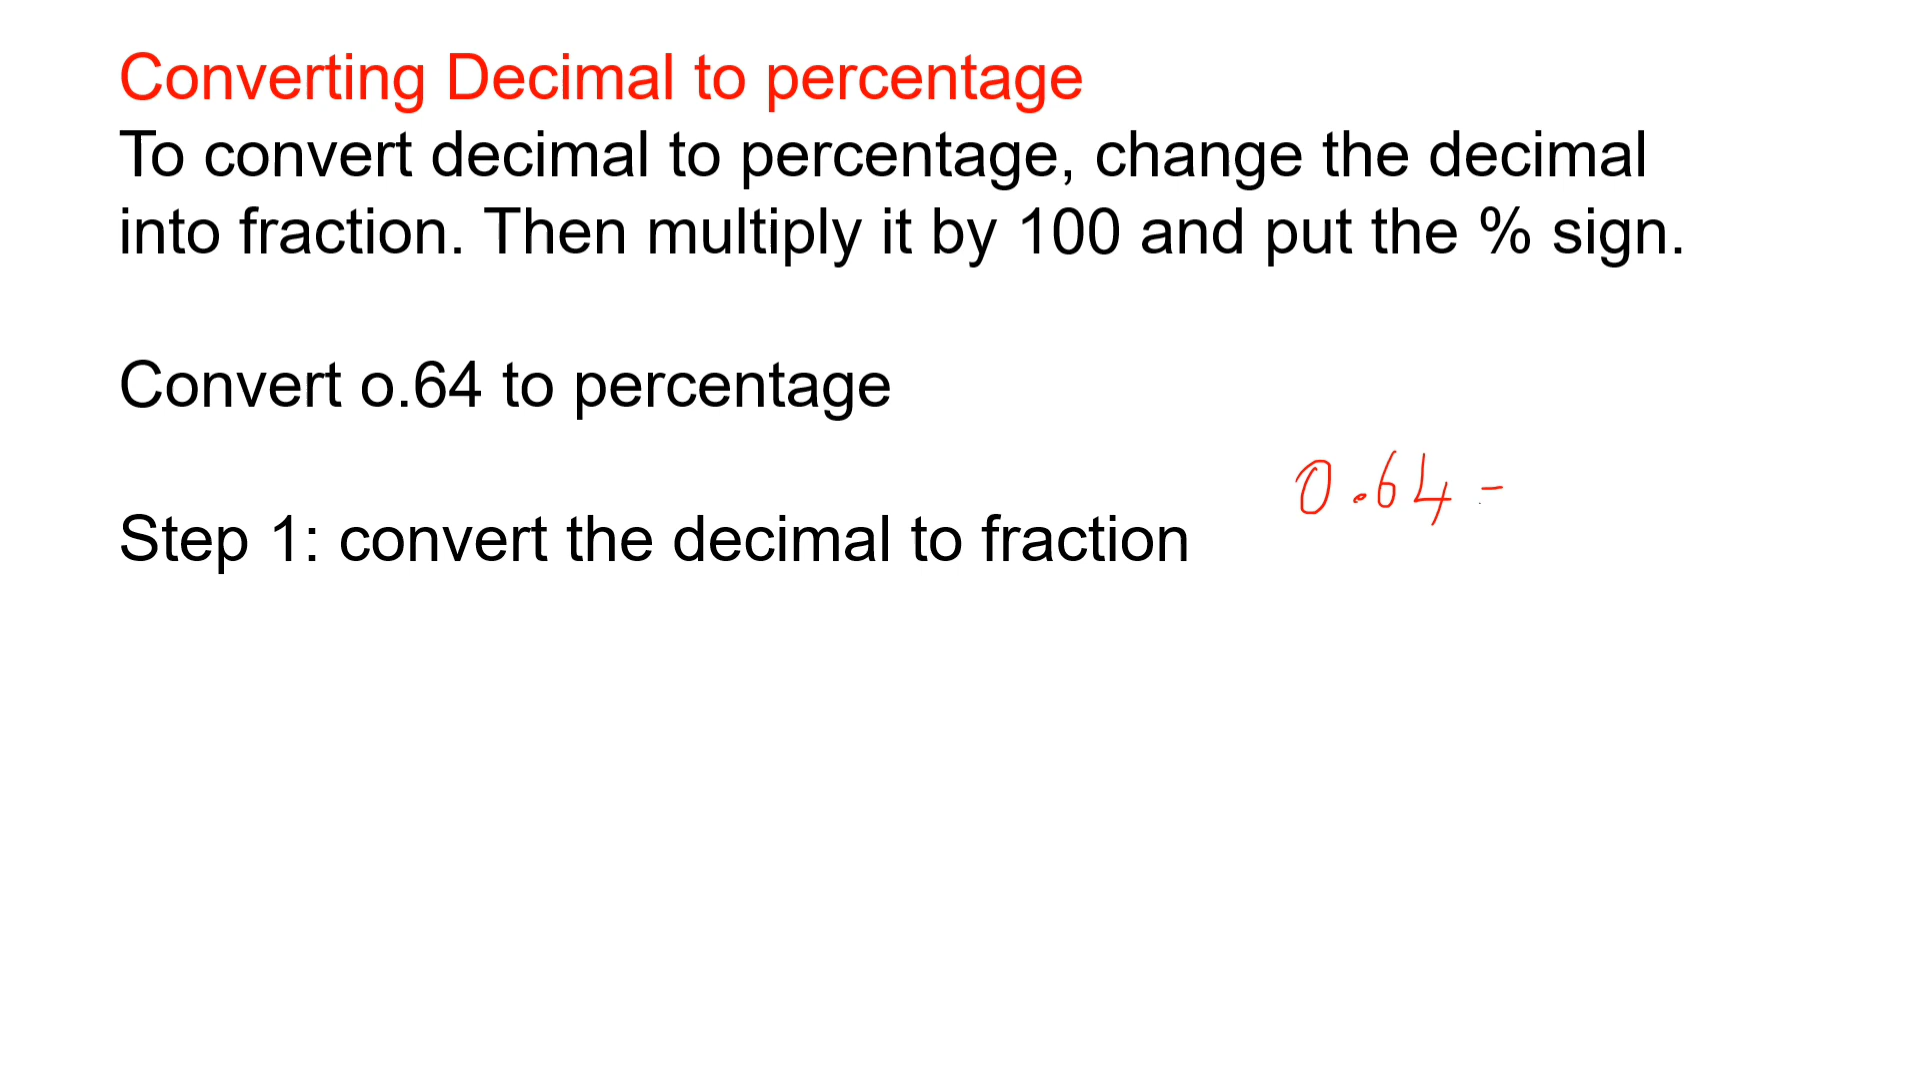 Converting Decimal to percentage
To convert decimal to percentage, change the decimal
into fraction. Then multiply it by 100 and put the % sign.
Convert o.64 to percentage
0.64 -
Step 1: convert the decimal to fraction